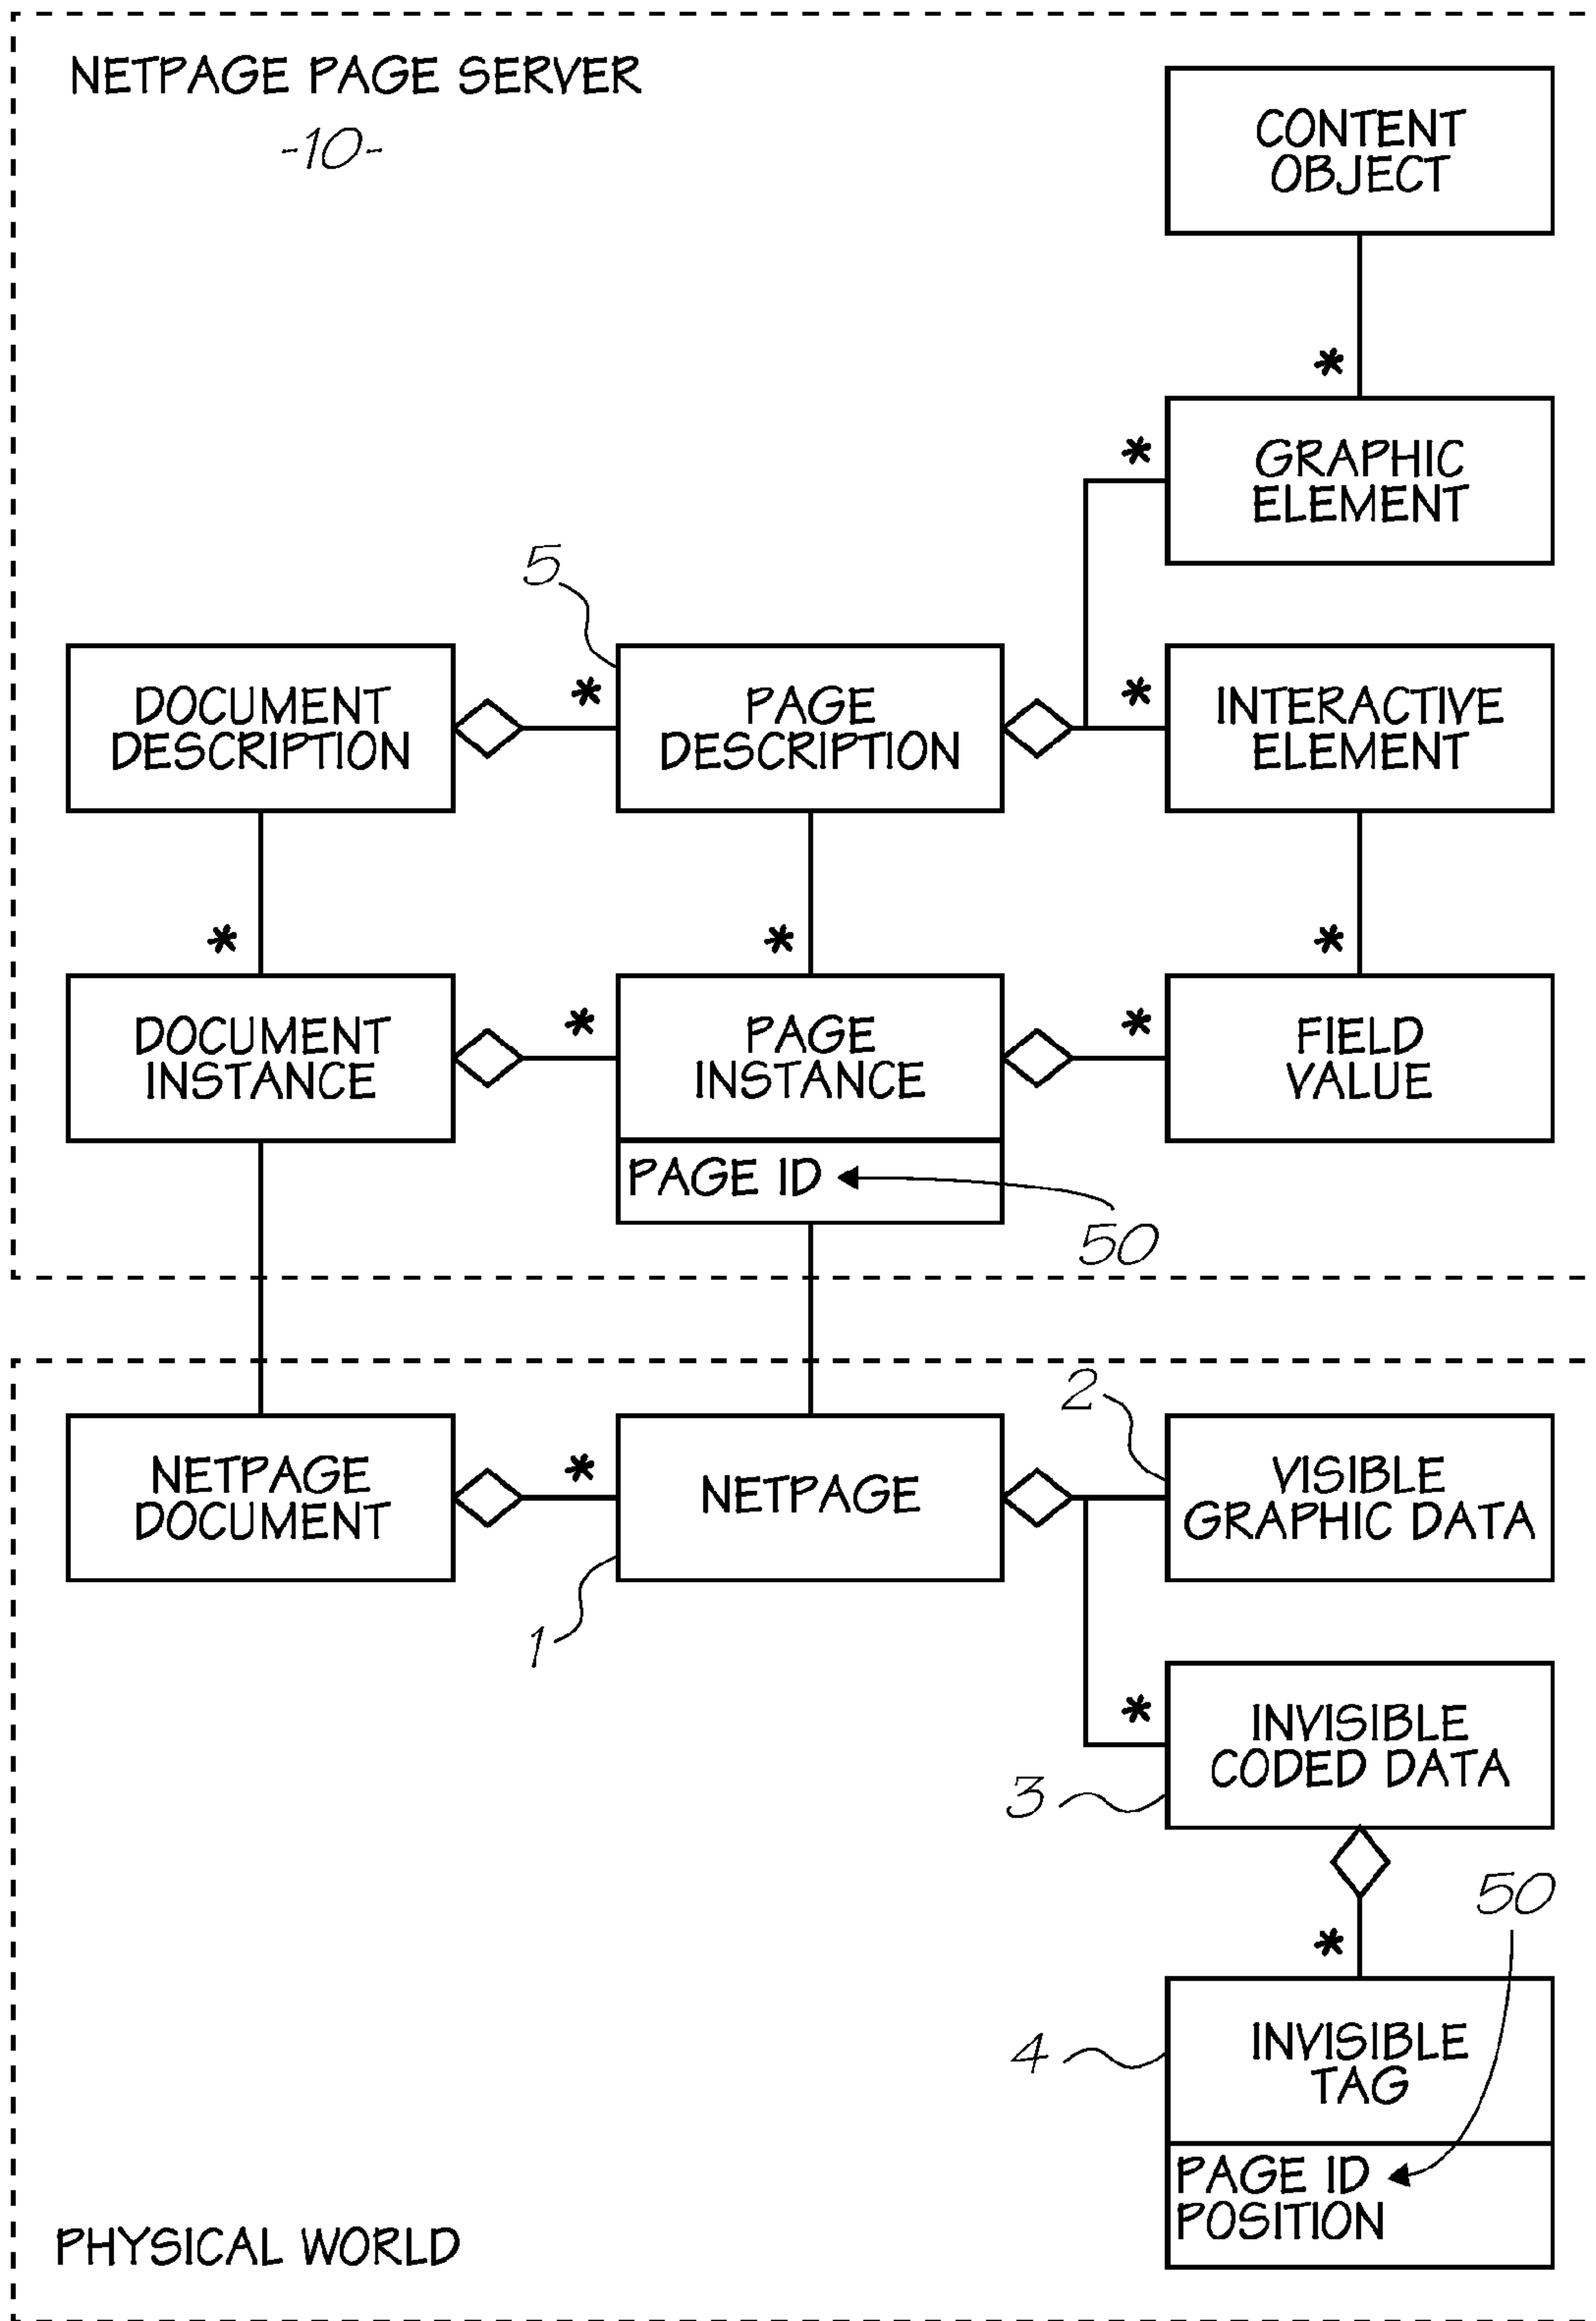 NETPAGE PAGE SERVER
-10-
CONTENT
OBJECT
*
*
GRAPHIC
ELEMENT
5
DOCUMENT
DESCRIPTION
*
PAGE
DESCRIPTION
*
INTERACTIVE
ELEMENT
*
*
*
DOCUMENT
INSTANCE
*
PAGE
INSTANCE
*
FIELD
VALUE
PAGE ID
50
2
NETPAGE
DOCUMENT
*
NETPAGE
VISIBLE
GRAPHIC DATA
1
*
INVISIBLE
CODED DATA
3
50
*
4
INVISIBLE
TAG
PAGE ID
POSITION
PHYSICAL WORLD